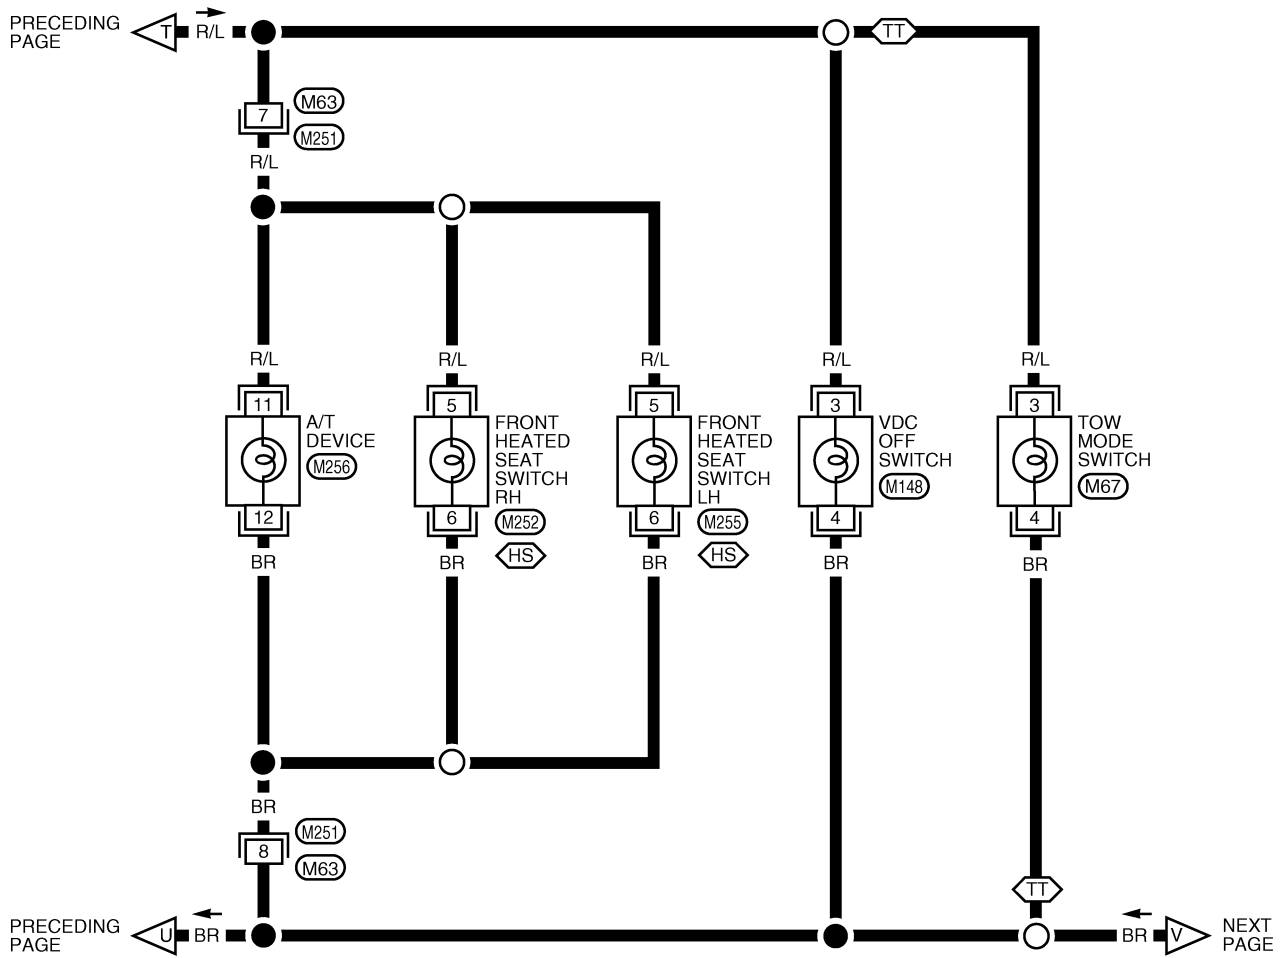 PRECEDING
PAGE
T
R/L
TT
7
M63
M251
R/L
R/L
R/L
R/L
R/L
R/L
11
5
5
3
3
A/T
DEVICE
M256
12
FRONT
HEATED
SEAT
SWITCH
RH
M252
HS
6
FRONT
HEATED
SEAT
SWITCH
LH
M255
HS
6
VDC
OFF
SWITCH
M148
4
TOW
MODE
SWITCH
M67
4
BR
BR
BR
BR
BR
BR
M251
8
M63
TT
PRECEDING
PAGE
U
BR
BR
V
NEXT
PAGE